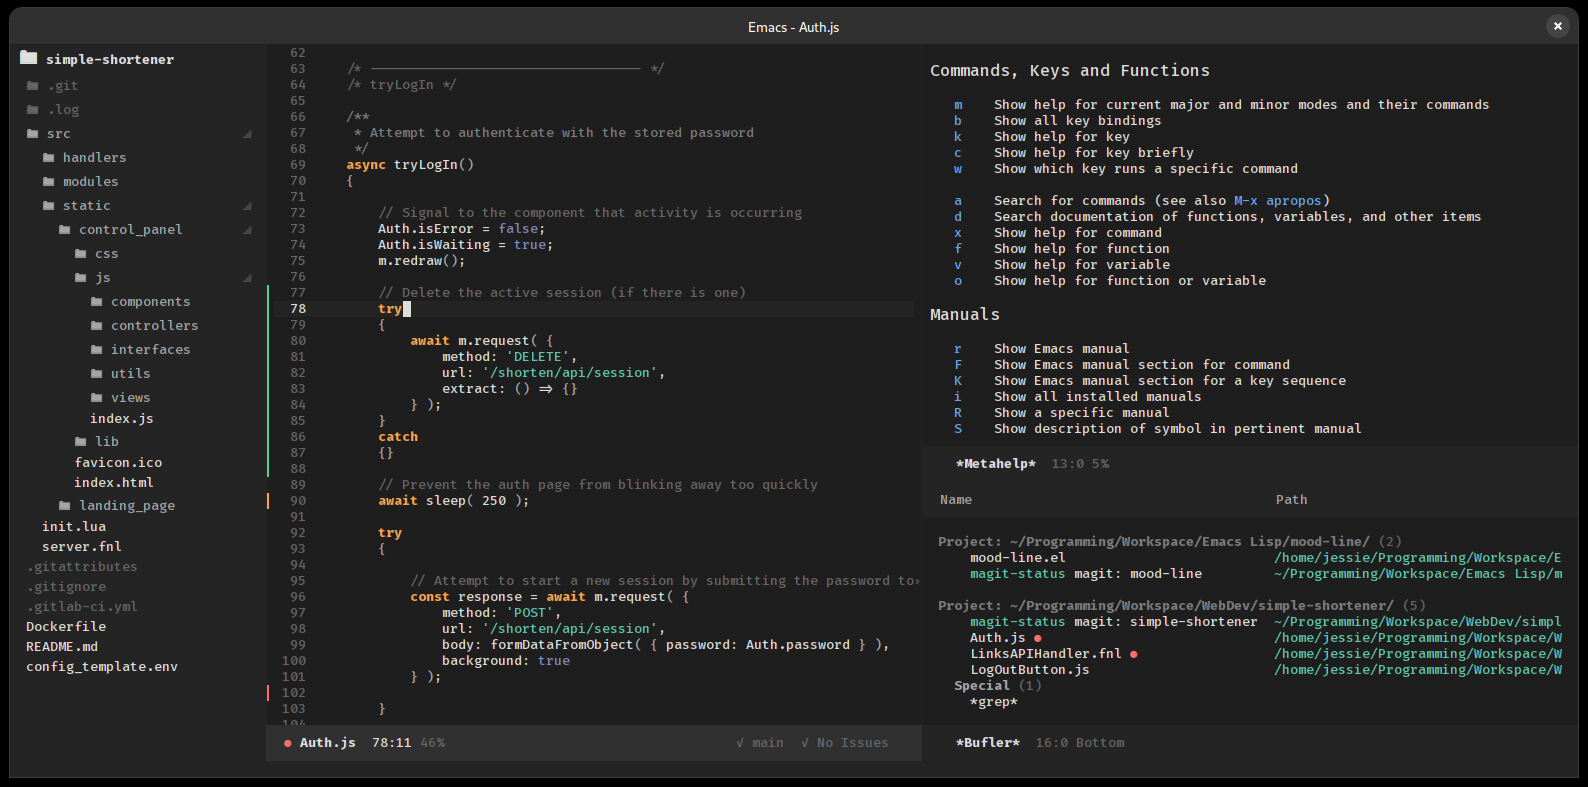 Emacs - Auth.js
simple-shortener
.git
.log
src
handlers
modules
static
control_panel
css
js
components
controllers
interfaces
utils
views
index.js
lib
favicon.ico
index.html
landing_page
init.lua
server.fnl
.gitattributes
.gitignore
.gitlab-ci.yml
Dockerfile
README.md
config_template.env
62
63 /* ────────────────────────────────── */
64 /* tryLogIn */
65
66 /**
67 * Attempt to authenticate with the stored password
68 */
69 async tryLogIn()
70 {
71
72 // Signal to the component that activity is occurring
73 Auth.isError = false;
74 Auth.isWaiting = true;
75 m.redraw();
76
77 // Delete the active session (if there is one)
78 try
79 {
80 await m.request( {
81 method: 'DELETE',
82 url: '/shorten/api/session',
83 extract: () => {}
84 } );
85 }
86 catch
87 {}
88
89 // Prevent the auth page from blinking away too quickly
90 await sleep( 250 );
91
92 try
93 {
94
95 // Attempt to start a new session by submitting the password to›
96 const response = await m.request( {
97 method: 'POST',
98 url: '/shorten/api/session',
99 body: formDataFromObject( { password: Auth.password } ),
100 background: true
101 } );
102
103 }
104
● Auth.js 78:11 46% √ main √ No Issues
Commands, Keys and Functions
m Show help for current major and minor modes and their commands
b Show all key bindings
k Show help for key
c Show help for key briefly
w Show which key runs a specific command
a Search for commands (see also M-x apropos)
d Search documentation of functions, variables, and other items
x Show help for command
f Show help for function
v Show help for variable
o Show help for function or variable
Manuals
r Show Emacs manual
F Show Emacs manual section for command
K Show Emacs manual section for a key sequence
i Show all installed manuals
R Show a specific manual
S Show description of symbol in pertinent manual
*Metahelp* 13:0 5%
Name Path
Project: ~/Programming/Workspace/Emacs Lisp/mood-line/ (2)
mood-line.el /home/jessie/Programming/Workspace/E
magit-status magit: mood-line ~/Programming/Workspace/Emacs Lisp/m
Project: ~/Programming/Workspace/WebDev/simple-shortener/ (5)
magit-status magit: simple-shortener ~/Programming/Workspace/WebDev/simpl
Auth.js ● /home/jessie/Programming/Workspace/W
LinksAPIHandler.fnl ● /home/jessie/Programming/Workspace/W
LogOutButton.js /home/jessie/Programming/Workspace/W
Special (1)
*grep*
*Bufler* 16:0 Bottom